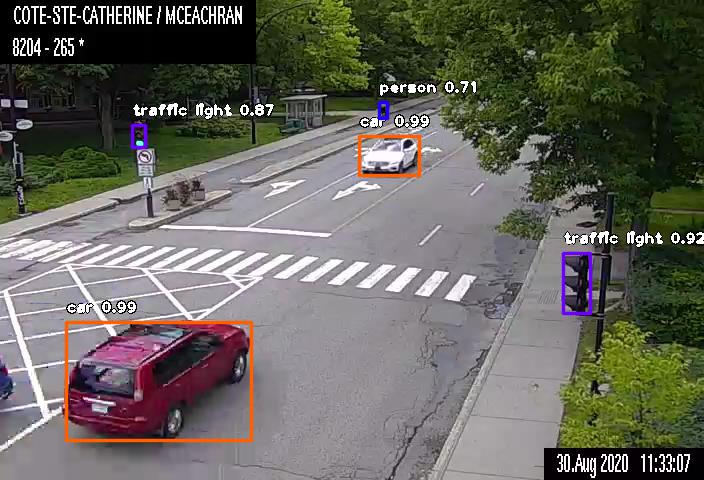 COTE-STE-CATHERINE / MCEACHRAN
8204 - 265 *
person 0.71
traffic light 0.87
car 0.99
traffic light 0.92
car 0.99
30.Aug 2020 11:33:07